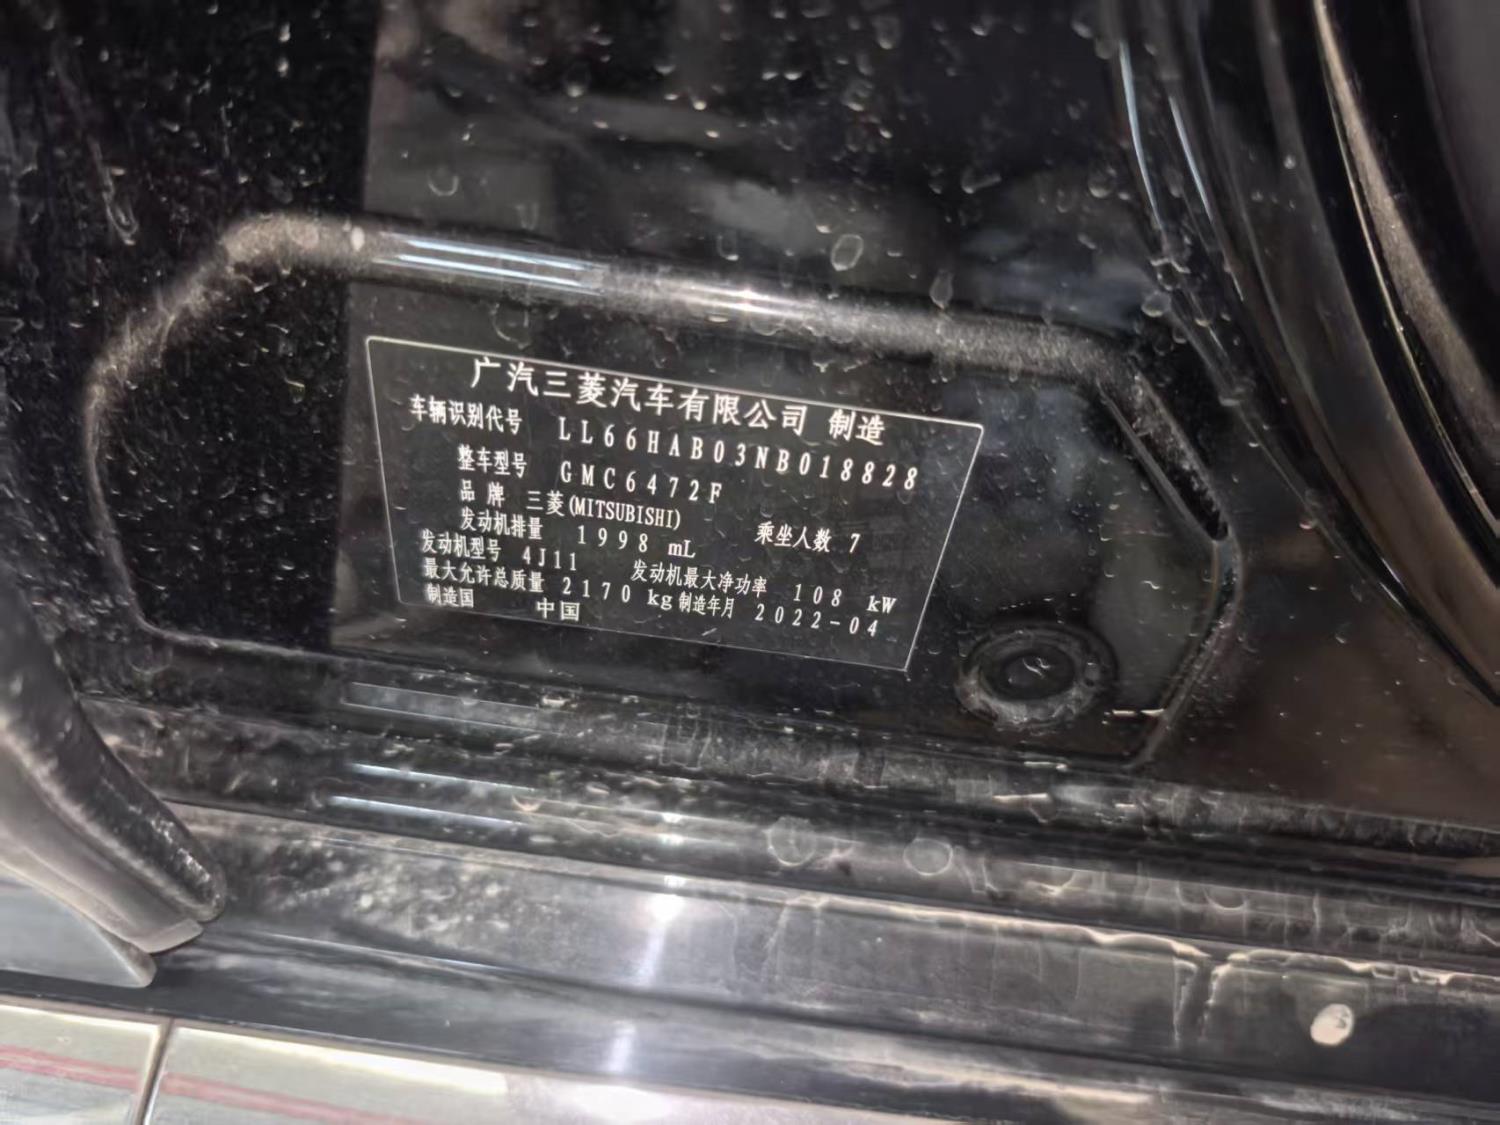 广汽三菱汽车有限公司 制造
车辆识别代号 LL66HAB03NB018828
整车型号 GMC6472F
品牌 三菱(MITSUBISHI) 乘坐人数 7
发动机排量 1998 mL
发动机型号 4J11 发动机最大净功率 108 kW
最大允许总质量 2170 kg 制造年月 2022-04
制造国 中国